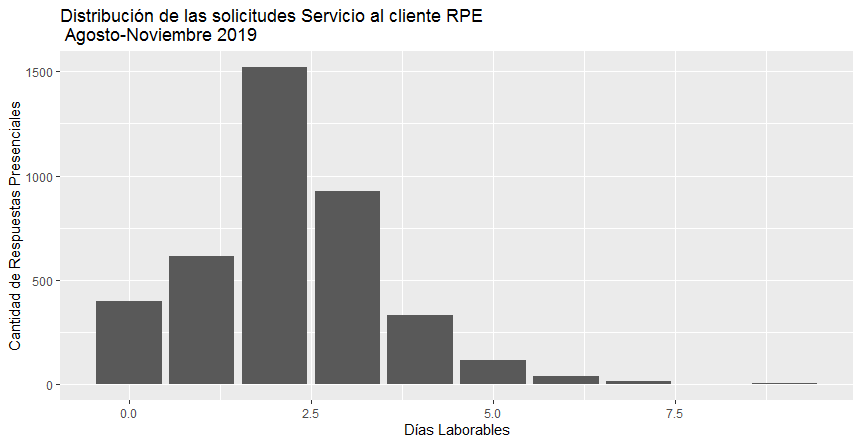 Distribución de las solicitudes Servicio al cliente RPE
Agosto-Noviembre 2019
Cantidad de Respuestas Presenciales
1500
1000
500
0
0.0
2.5
5.0
7.5
Días Laborables